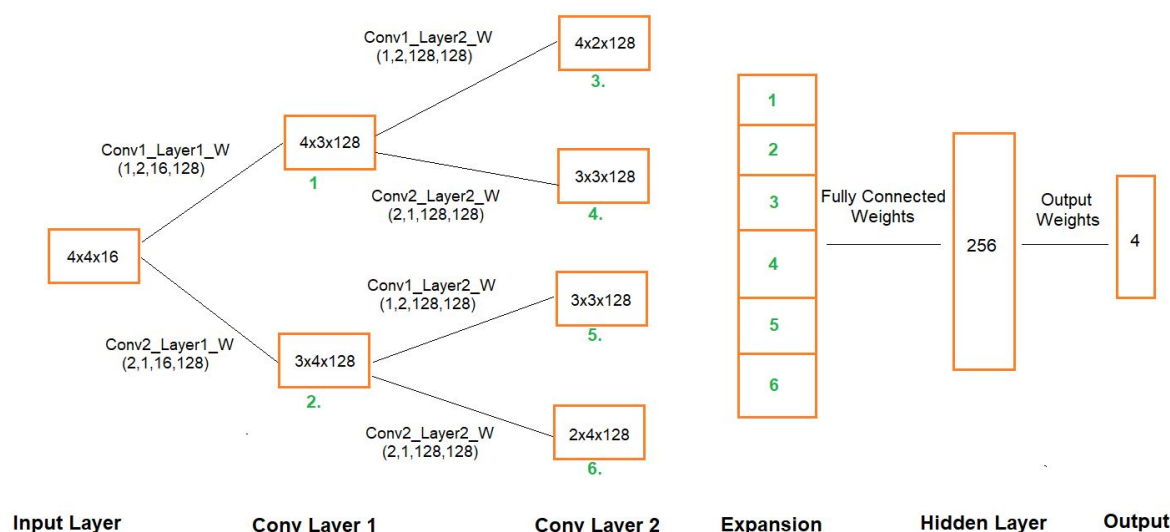 Conv1_Layer2_W
(1,2,128,128)
4x2x128
3.
Conv1_Layer1_W
(1,2,16,128)
4x3x128
1
Conv2_Layer2_W
(2,1,128,128)
3x3x128
4.
4x4x16
Conv2_Layer1_W
(2,1,16,128)
3x4x128
2.
Conv1_Layer2_W
(1,2,128,128)
3x3x128
5.
Conv2_Layer2_W
(2,1,128,128)
2x4x128
6.
1
2
3
4
5
6
Fully Connected
Weights
256
Output
Weights
4
Input Layer
Conv Layer 1
Conv Layer 2
Expansion
Hidden Layer
Output